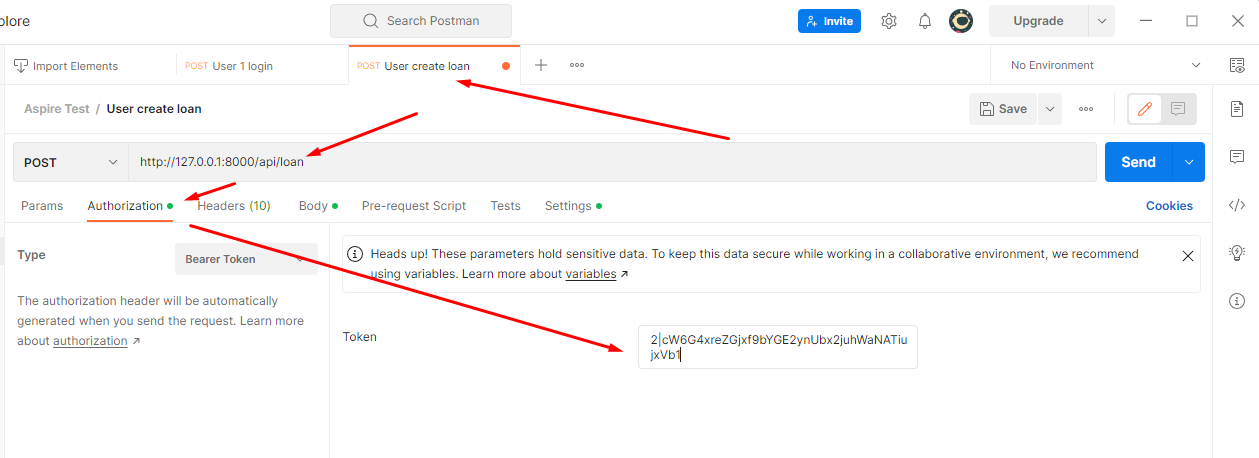 plore
Search Postman
Invite
Upgrade
Import Elements
POST User 1 login
POST User create loan
No Environment
Aspire Test / User create loan
Save
POST
http://127.0.0.1:8000/api/loan
Send
Params
Authorization
Headers (10)
Body
Pre-request Script
Tests
Settings
Cookies
Type
Bearer Token
The authorization header will be automatically
generated when you send the request. Learn more
about authorization
Heads up! These parameters hold sensitive data. To keep this data secure while working in a collaborative environment, we recommend
using variables. Learn more about variables
Token
2|cW6G4xreZGjxf9bYGE2ynUbx2juhWaNATiu
jxVb1